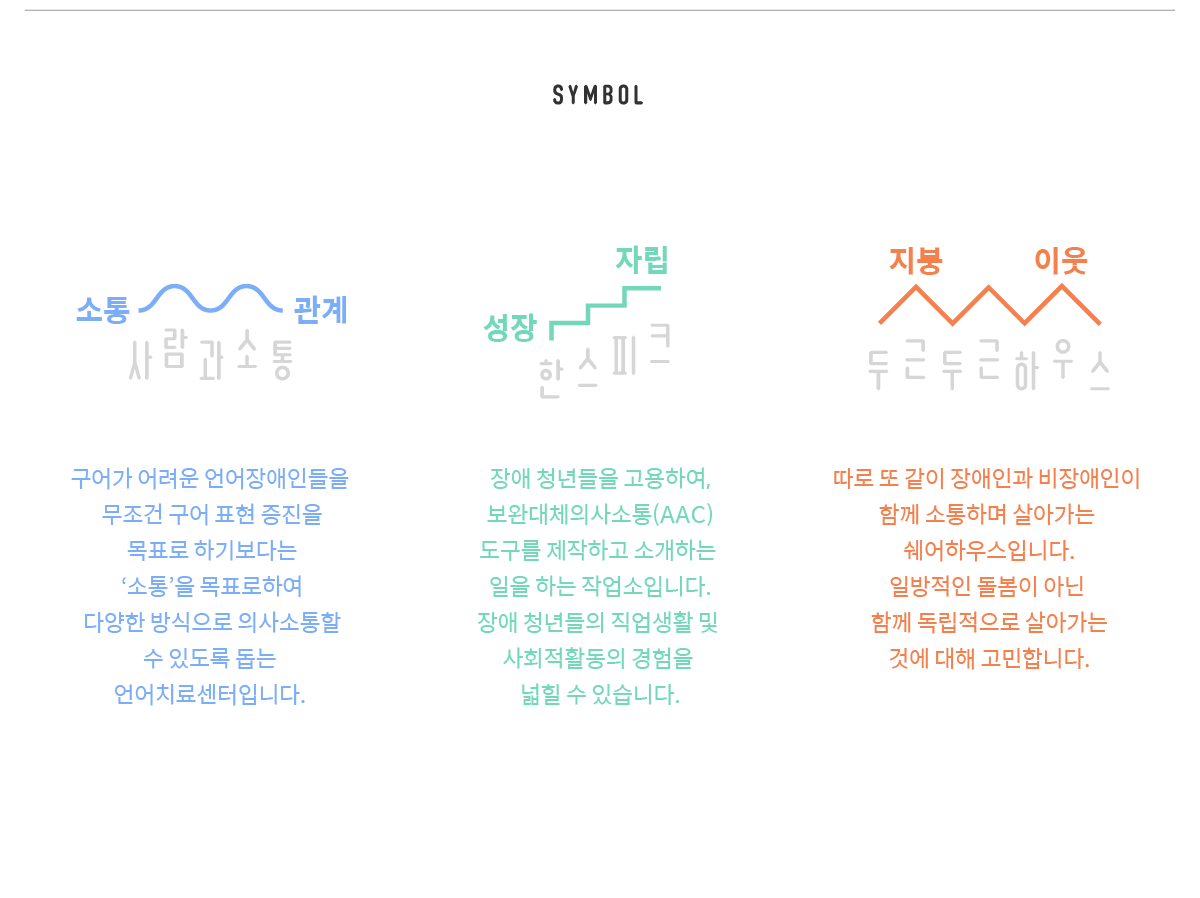 SYMBOL
소통 관계
사람과소통
구어가 어려운 언어장애인들을
무조건 구어 표현 증진을
목표로 하기보다는
‘소통’을 목표로하여
다양한 방식으로 의사소통할
수 있도록 돕는
언어치료센터입니다.
자립
성장
한스피크
장애 청년들을 고용하여,
보완대체의사소통(AAC)
도구를 제작하고 소개하는
일을 하는 작업소입니다.
장애 청년들의 직업생활 및
사회적활동의 경험을
넓힐 수 있습니다.
지붕 이웃
두근두근하우스
따로 또 같이 장애인과 비장애인이
함께 소통하며 살아가는
쉐어하우스입니다.
일방적인 돌봄이 아닌
함께 독립적으로 살아가는
것에 대해 고민합니다.